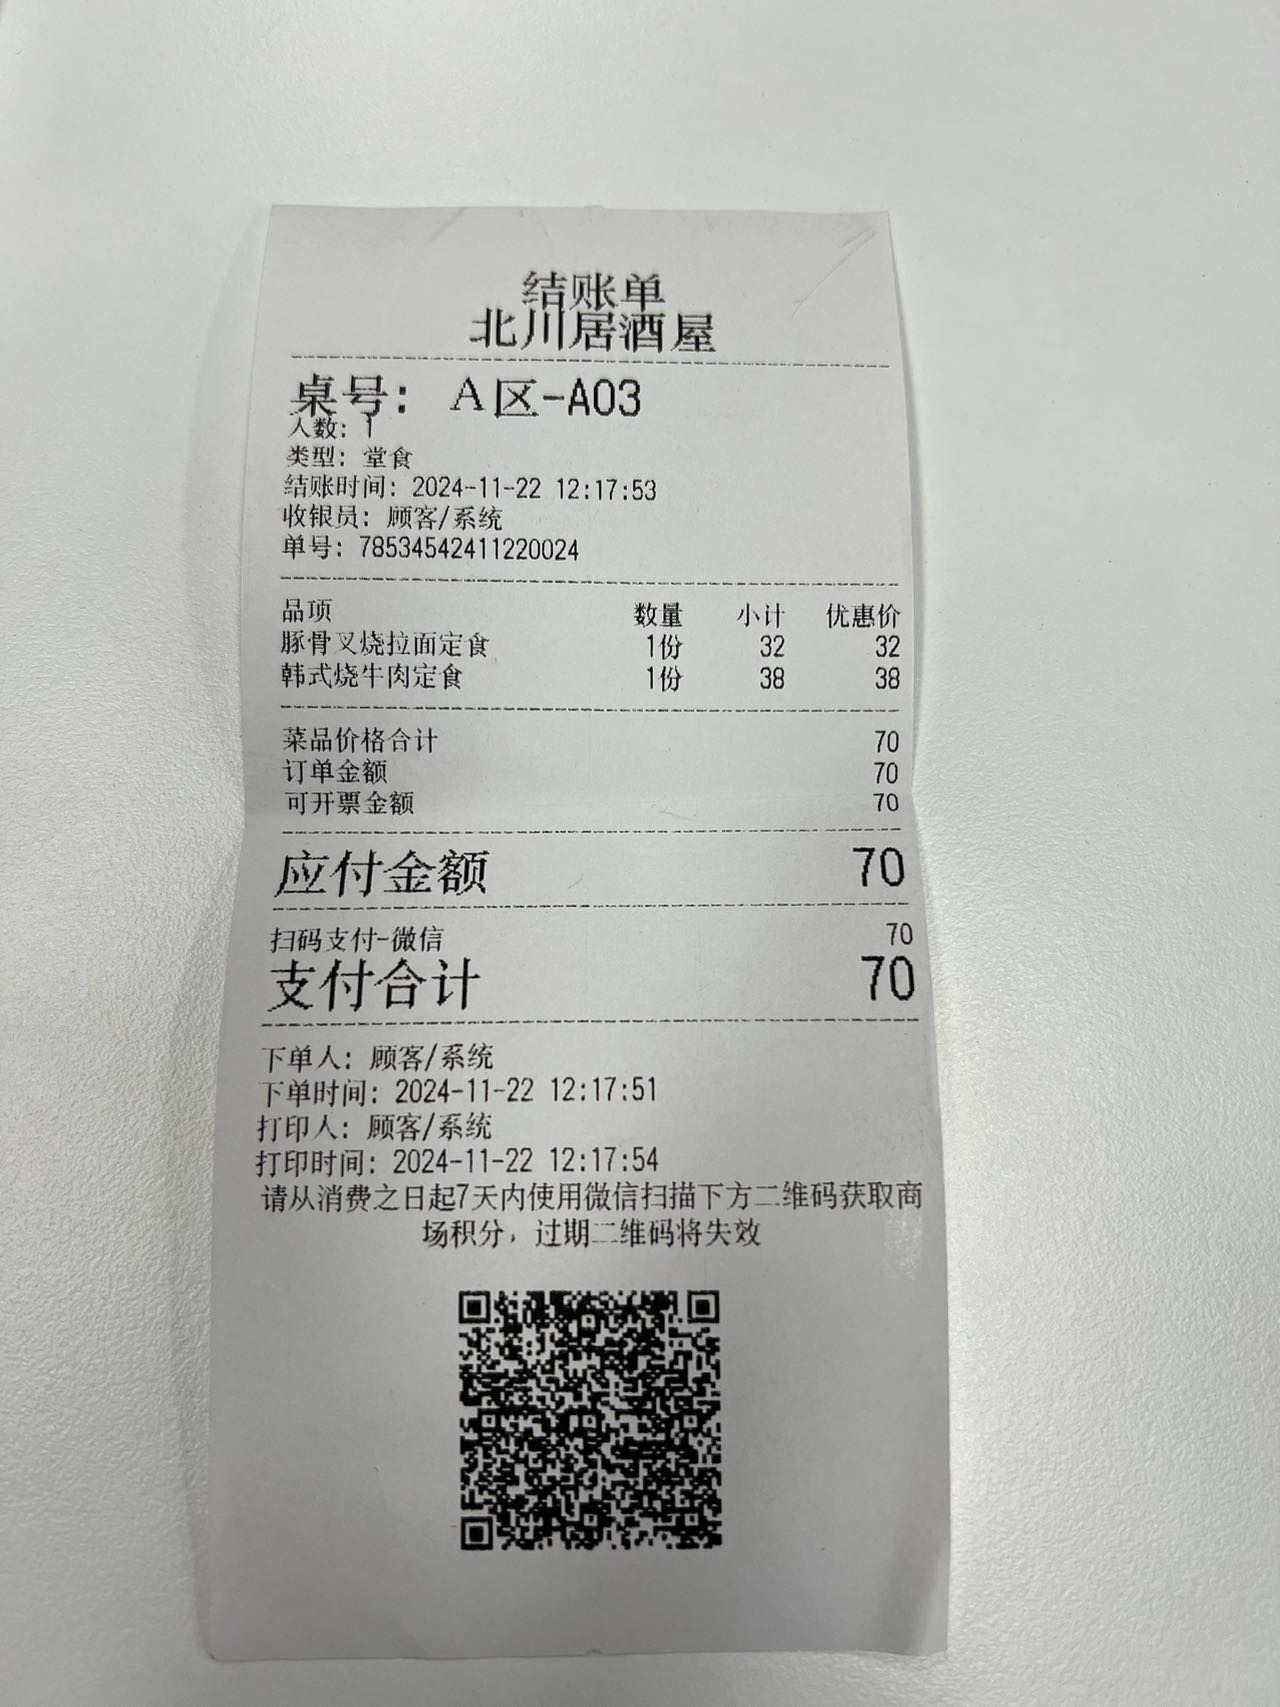 结账单
北川居酒屋
桌号： A区-A03
人数：1
类型：堂食
结账时间：2024-11-22 12:17:53
收银员：顾客/系统
单号：78534542411220024
品项 数量 小计 优惠价
豚骨叉烧拉面定食 1份 32 32
韩式烧牛肉定食 1份 38 38
菜品价格合计 70
订单金额 70
可开票金额 70
应付金额 70
扫码支付-微信 70
支付合计 70
下单人：顾客/系统
下单时间：2024-11-22 12:17:51
打印人：顾客/系统
打印时间：2024-11-22 12:17:54
请从消费之日起7天内使用微信扫描下方二维码获取商
场积分，过期二维码将失效